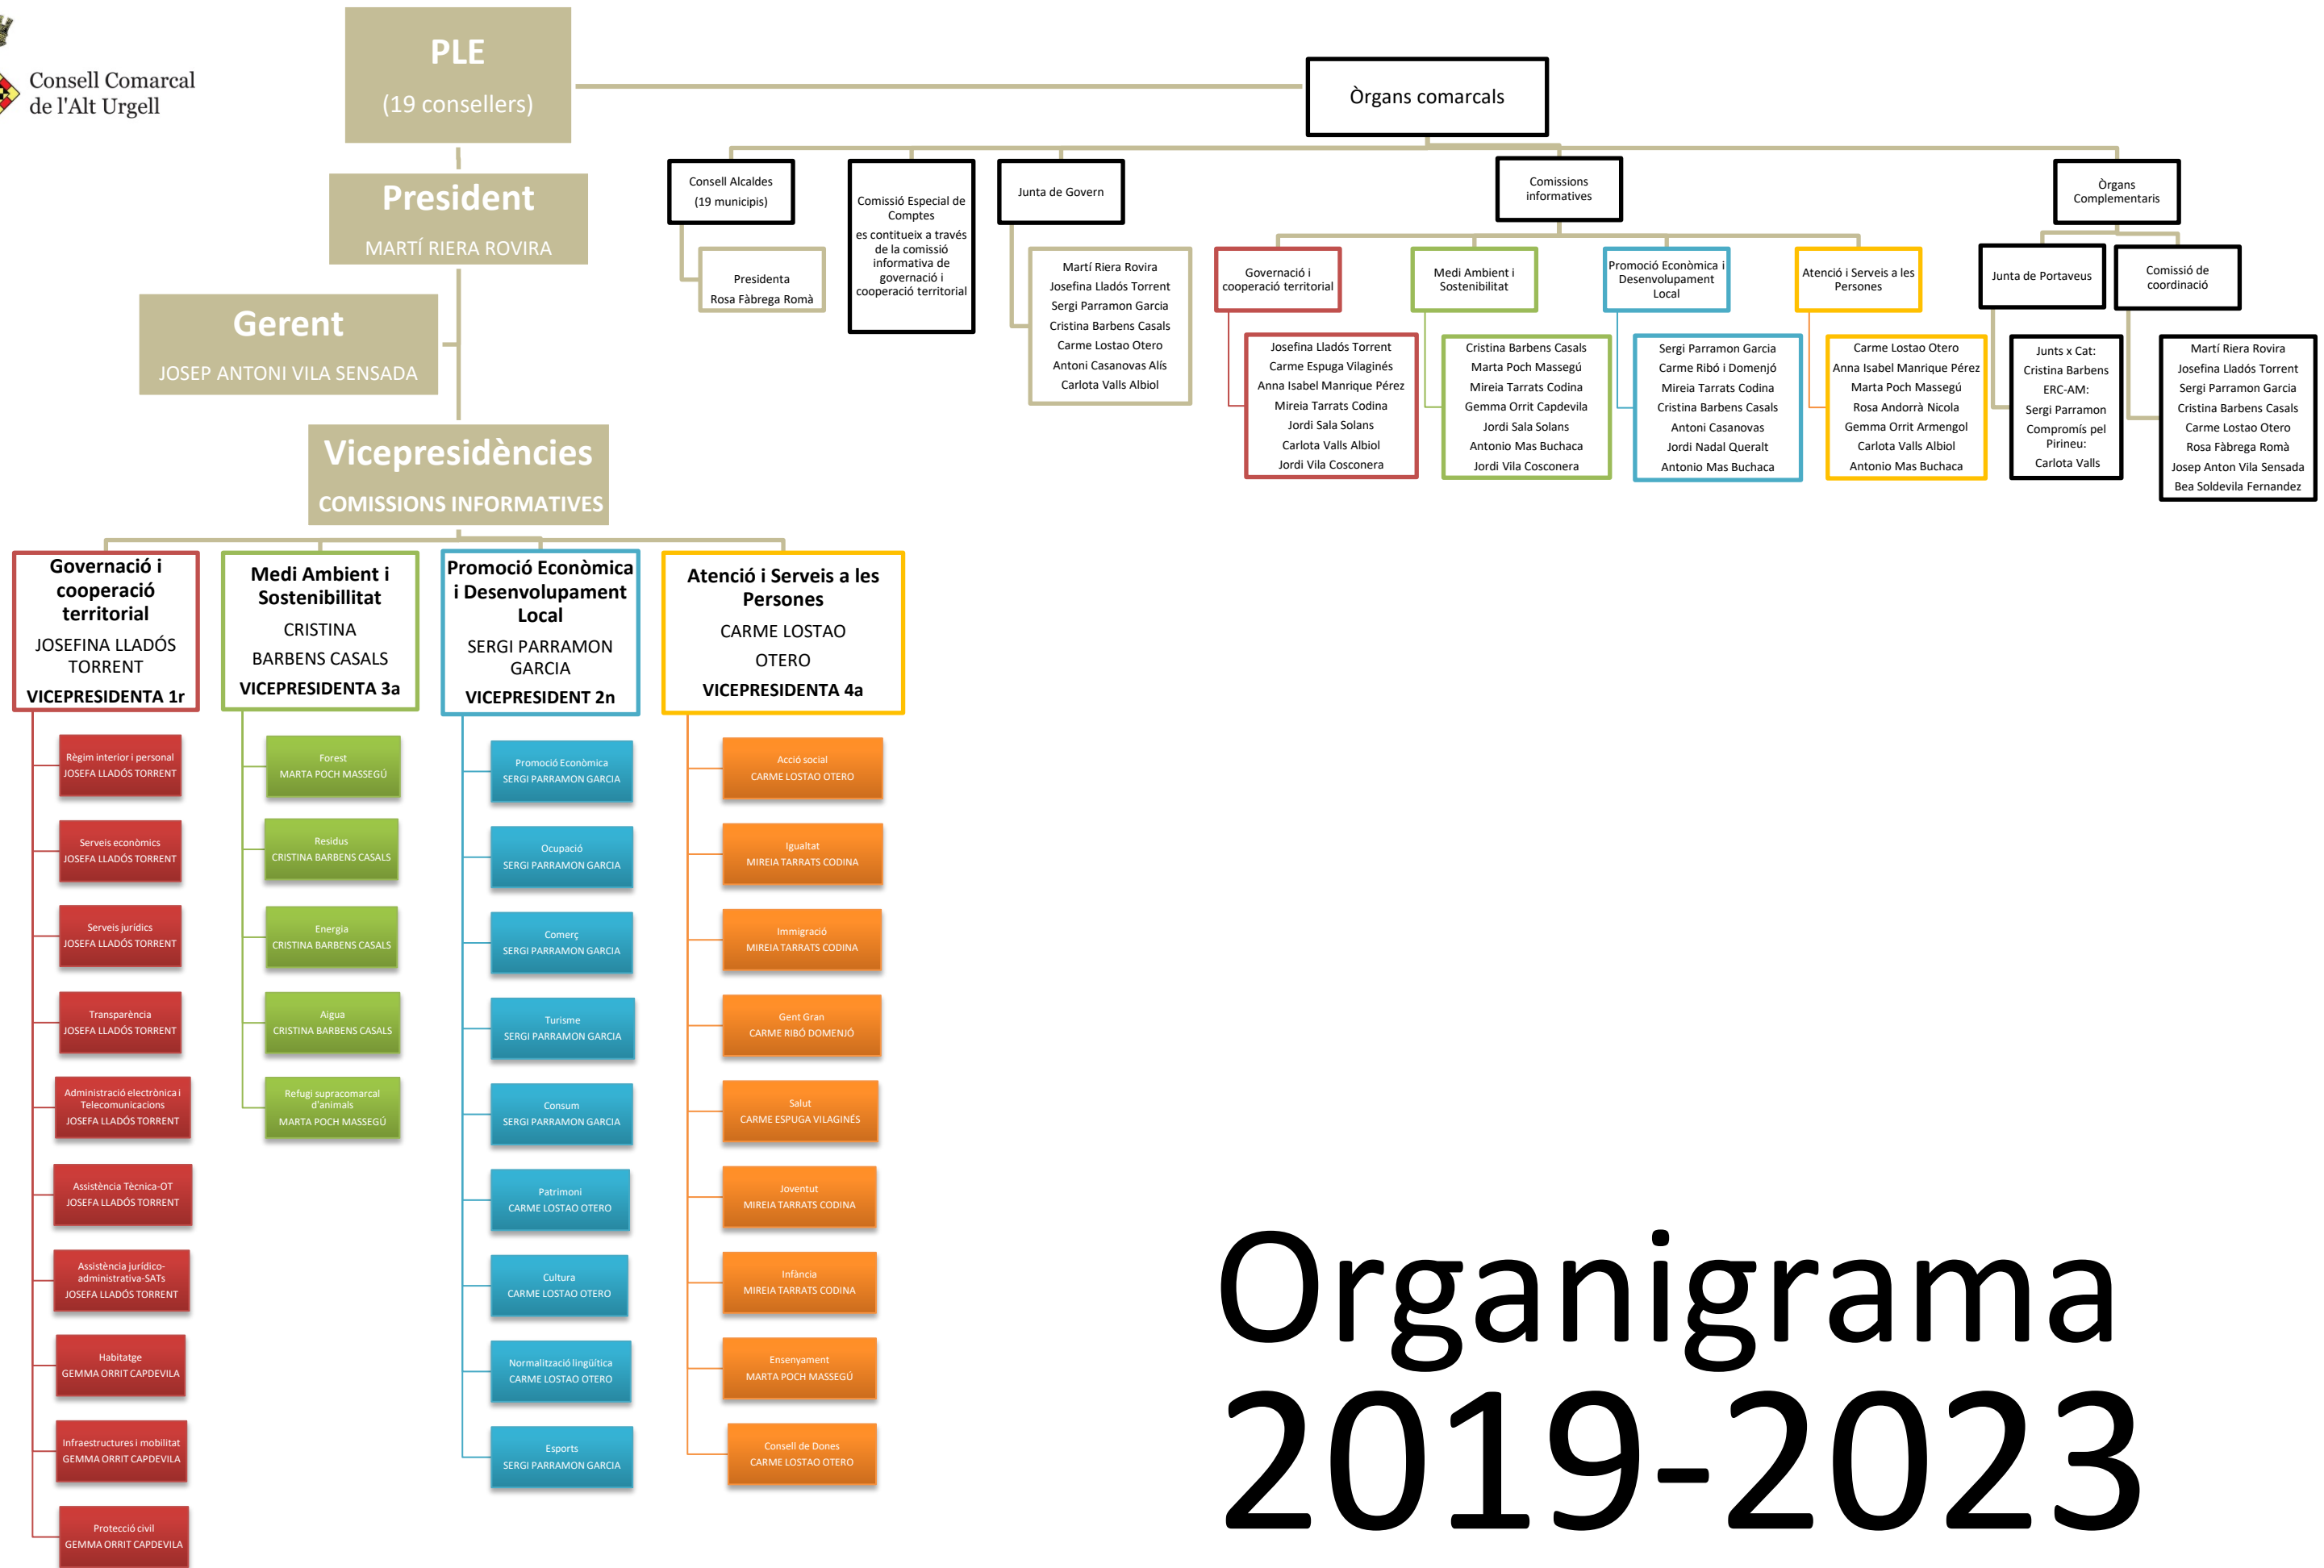 Consell Comarcal
de l'Alt Urgell
PLE
(19 consellers)
President
MARTÍ RIERA ROVIRA
Gerent
JOSEP ANTONI VILA SENSADA
Vicepresidències
COMISSIONS INFORMATIVES
Òrgans comarcals
Consell Alcaldes
(19 municipis)
Presidenta
Rosa Fàbrega Romà
Comissió Especial de
Comptes
es contitueix a través
de la comissió
informativa de
governació i
cooperació territorial
Junta de Govern
Martí Riera Rovira
Josefina Lladós Torrent
Sergi Parramon Garcia
Cristina Barbens Casals
Carme Lostao Otero
Antoni Casanovas Alís
Carlota Valls Albiol
Comissions
informatives
Governació i
cooperació territorial
Josefina Lladós Torrent
Carme Espuga Vilaginés
Anna Isabel Manrique Pérez
Mireia Tarrats Codina
Jordi Sala Solans
Carlota Valls Albiol
Jordi Vila Cosconera
Medi Ambient i
Sostenibilitat
Cristina Barbens Casals
Marta Poch Massegú
Mireia Tarrats Codina
Gemma Orrit Capdevila
Jordi Sala Solans
Antonio Mas Buchaca
Jordi Vila Cosconera
Promoció Econòmica i
Desenvolupament
Local
Sergi Parramon Garcia
Carme Ribó i Domenjó
Mireia Tarrats Codina
Cristina Barbens Casals
Antoni Casanovas
Jordi Nadal Queralt
Antonio Mas Buchaca
Atenció i Serveis a les
Persones
Carme Lostao Otero
Anna Isabel Manrique Pérez
Marta Poch Massegú
Rosa Andorrà Nicola
Gemma Orrit Armengol
Carlota Valls Albiol
Antonio Mas Buchaca
Òrgans
Complementaris
Junta de Portaveus
Junts x Cat:
Cristina Barbens
ERC-AM:
Sergi Parramon
Compromís pel
Pirineu:
Carlota Valls
Comissió de
coordinació
Martí Riera Rovira
Josefina Lladós Torrent
Sergi Parramon Garcia
Cristina Barbens Casals
Carme Lostao Otero
Rosa Fàbrega Romà
Josep Anton Vila Sensada
Bea Soldevila Fernandez
Governació i
cooperació
territorial
JOSEFINA LLADÓS
TORRENT
VICEPRESIDENTA 1r
Règim interior i personal
JOSEFA LLADÓS TORRENT
Serveis econòmics
JOSEFA LLADÓS TORRENT
Serveis jurídics
JOSEFA LLADÓS TORRENT
Transparència
JOSEFA LLADÓS TORRENT
Administració electrònica i
Telecomunicacions
JOSEFA LLADÓS TORRENT
Assistència Tècnica-OT
JOSEFA LLADÓS TORRENT
Assistència jurídico-
administrativa-SATs
JOSEFA LLADÓS TORRENT
Habitatge
GEMMA ORRIT CAPDEVILA
Infraestructures i mobilitat
GEMMA ORRIT CAPDEVILA
Protecció civil
GEMMA ORRIT CAPDEVILA
Medi Ambient i
Sostenibillitat
CRISTINA
BARBENS CASALS
VICEPRESIDENTA 3a
Forest
MARTA POCH MASSEGÚ
Residus
CRISTINA BARBENS CASALS
Energia
CRISTINA BARBENS CASALS
Aigua
CRISTINA BARBENS CASALS
Refugi supracomarcal
d'animals
MARTA POCH MASSEGÚ
Promoció Econòmica
i Desenvolupament
Local
SERGI PARRAMON
GARCIA
VICEPRESIDENT 2n
Promoció Econòmica
SERGI PARRAMON GARCIA
Ocupació
SERGI PARRAMON GARCIA
Comerç
SERGI PARRAMON GARCIA
Turisme
SERGI PARRAMON GARCIA
Consum
SERGI PARRAMON GARCIA
Patrimoni
CARME LOSTAO OTERO
Cultura
CARME LOSTAO OTERO
Normalització lingüítica
CARME LOSTAO OTERO
Esports
SERGI PARRAMON GARCIA
Atenció i Serveis a les
Persones
CARME LOSTAO
OTERO
VICEPRESIDENTA 4a
Acció social
CARME LOSTAO OTERO
Igualtat
MIREIA TARRATS CODINA
Immigració
MIREIA TARRATS CODINA
Gent Gran
CARME RIBÓ DOMENJÓ
Salut
CARME ESPUGA VILAGINÉS
Joventut
MIREIA TARRATS CODINA
Infància
MIREIA TARRATS CODINA
Ensenyament
MARTA POCH MASSEGÚ
Consell de Dones
CARME LOSTAO OTERO
Organigrama
2019-2023